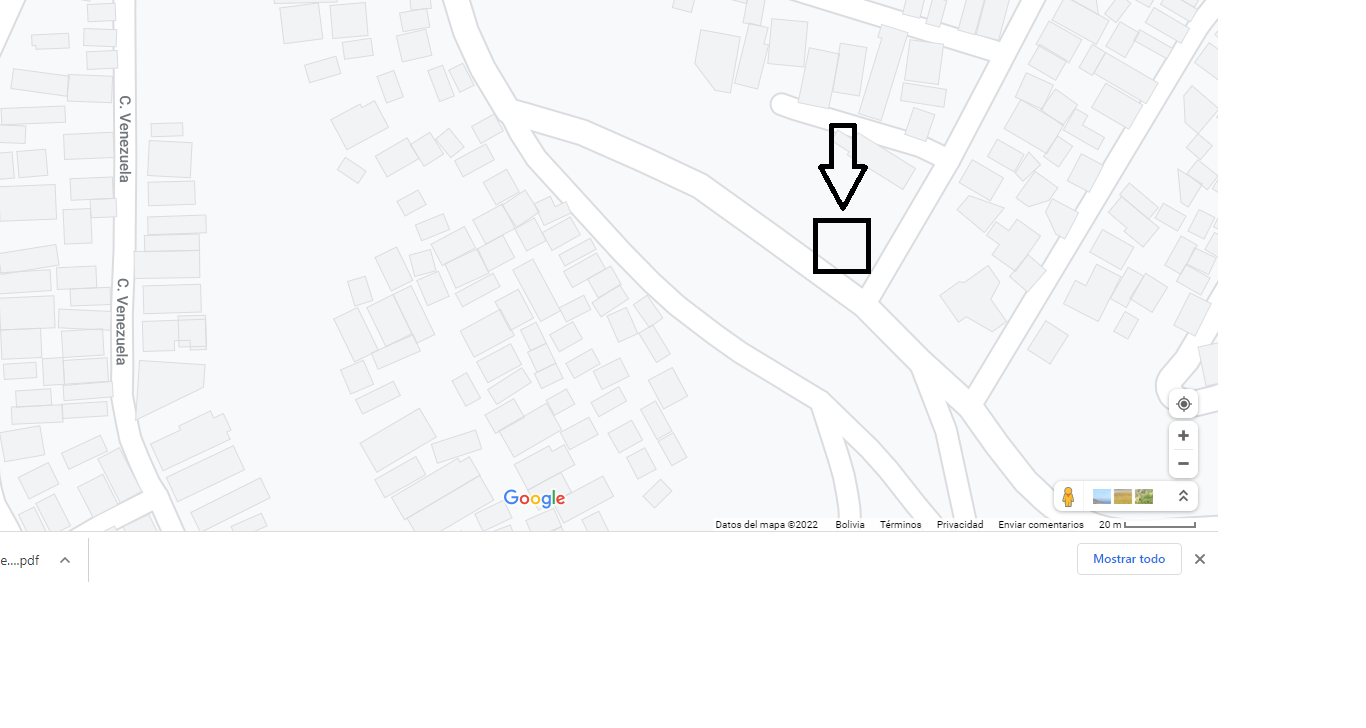 C. Venezuela
C. Venezuela
Google
Datos del mapa ©2022 Bolivia Términos Privacidad Enviar comentarios 20 m
e....pdf
Mostrar todo